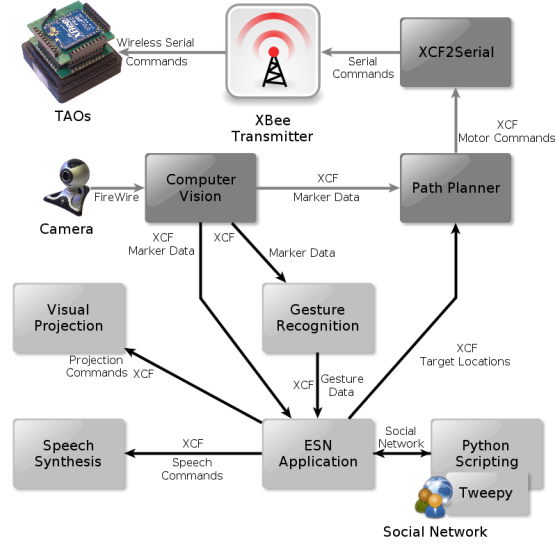 XBee
Wireless Serial
Commands
Serial
Commands
XCF2Serial
TAOs
XBee
Transmitter
XCF
Motor Commands
FireWire
Camera
Computer
Vision
XCF
Marker Data
Path Planner
XCF
Marker Data
XCF
Marker Data
Visual
Projection
Gesture
Recognition
Projection
Commands
XCF
XCF
Gesture
Data
XCF
Target Locations
Speech
Synthesis
XCF
Speech
Commands
ESN
Application
Social
Network
Python
Scripting
Tweepy
Social Network